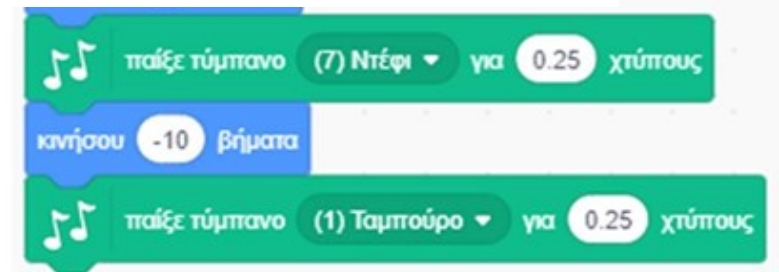 παίξε τύμπανο (7) Ντέφι για 0.25 χτύπους
κινήσου -10 βήματα
παίξε τύμπανο (1) Ταμπούρο για 0.25 χτύπους